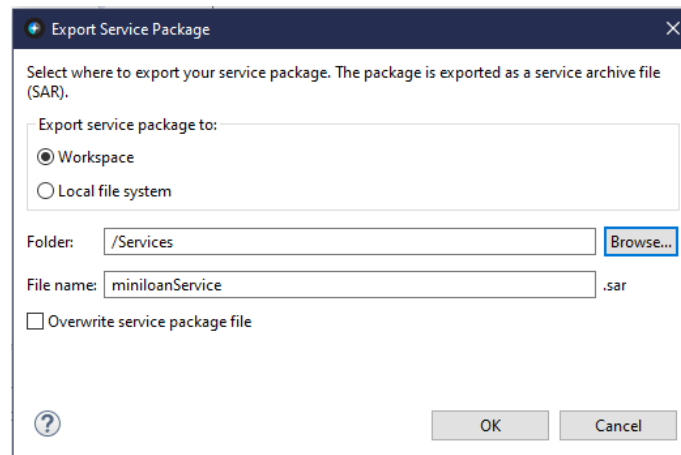 Export Service Package
Select where to export your service package. The package is exported as a service archive file
(SAR).
Export service package to:
Workspace
Local file system
Folder: /Services Browse...
File name: miniloanService .sar
Overwrite service package file
? OK Cancel